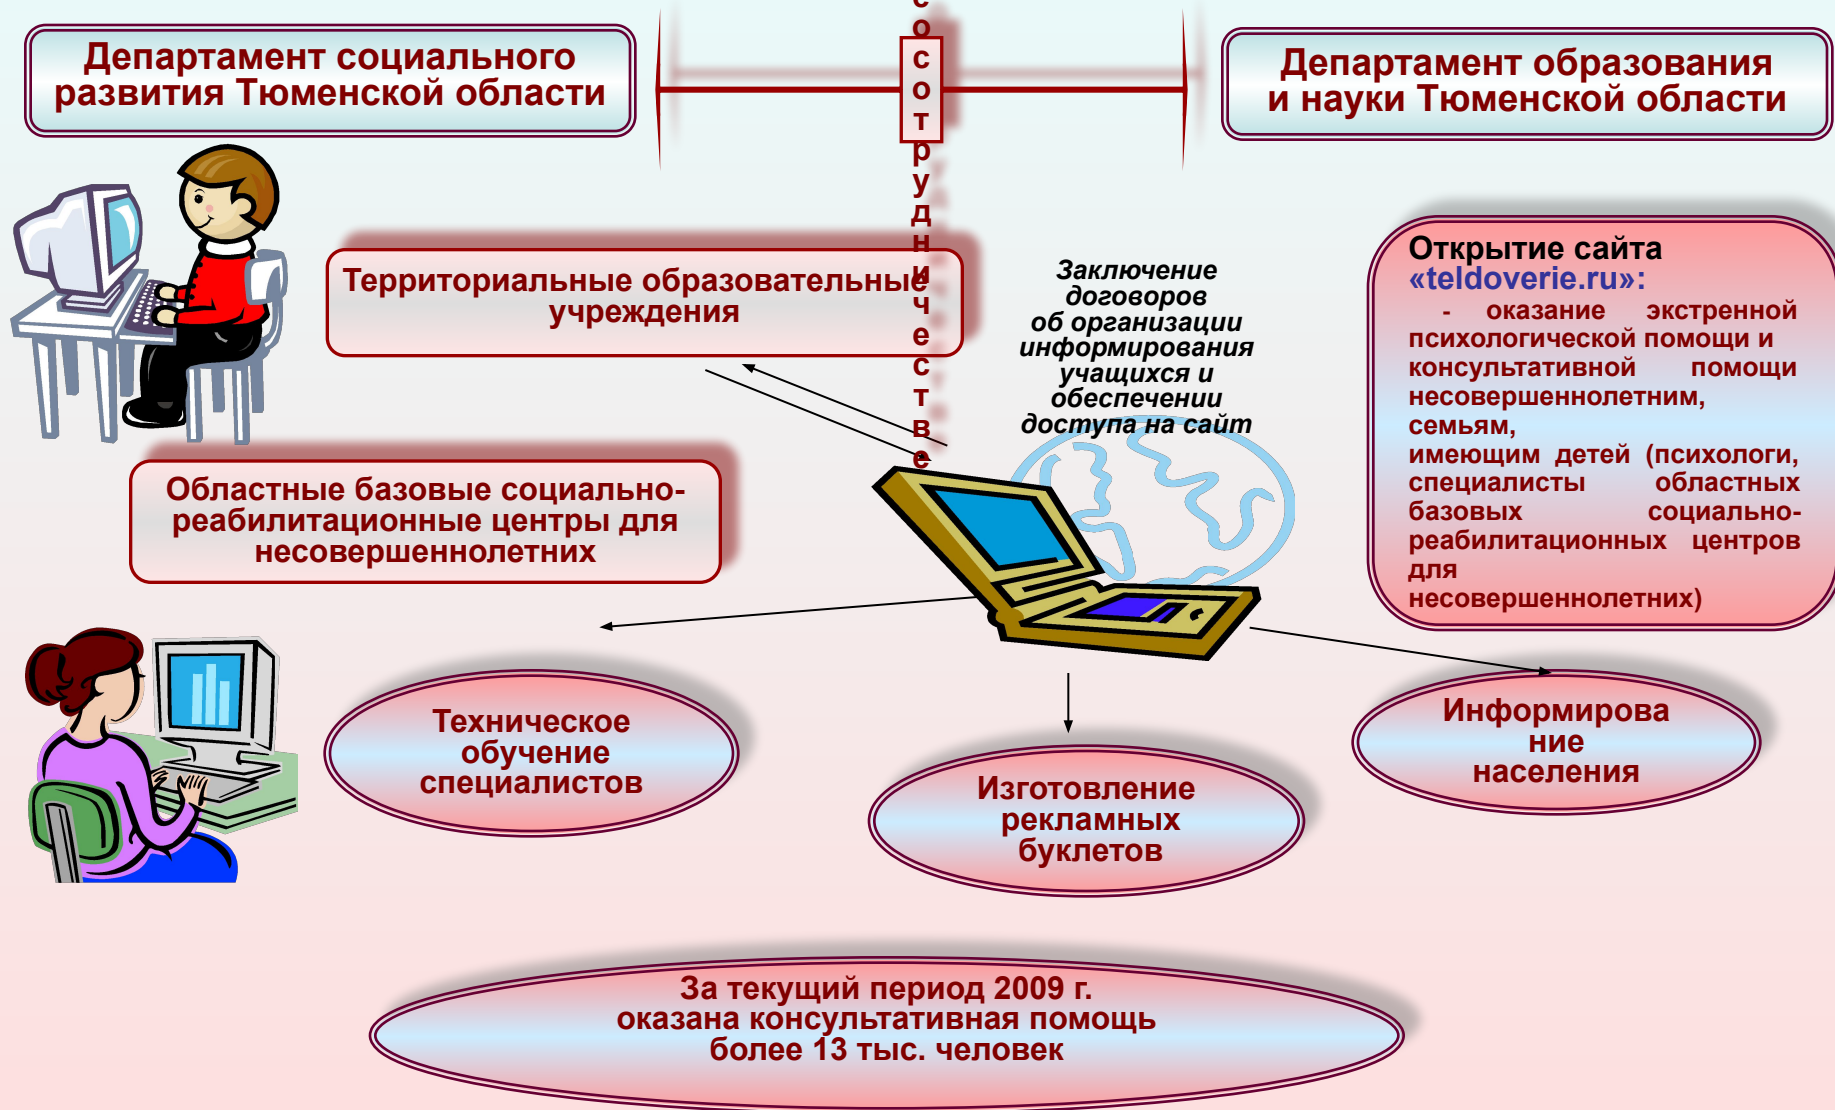 Департамент социального
развития Тюменской области
сосотрудничестве
Департамент образования
и науки Тюменской области
Территориальные образовательные
учреждения
Заключение
договоров
об организации
информирования
учащихся и
обеспечении
доступа на сайт
Открытие сайта
«teldoverie.ru»:
- оказание экстренной
психологической помощи и
консультативной помощи
несовершеннолетним,
семьям,
имеющим детей (психологи,
специалисты областных
базовых социально-
реабилитационных центров
для
несовершеннолетних)
Областные базовые социально-
реабилитационные центры для
несовершеннолетних
Техническое
обучение
специалистов
Изготовление
рекламных
буклетов
Информирова
ние
населения
За текущий период 2009 г.
оказана консультативная помощь
более 13 тыс. человек